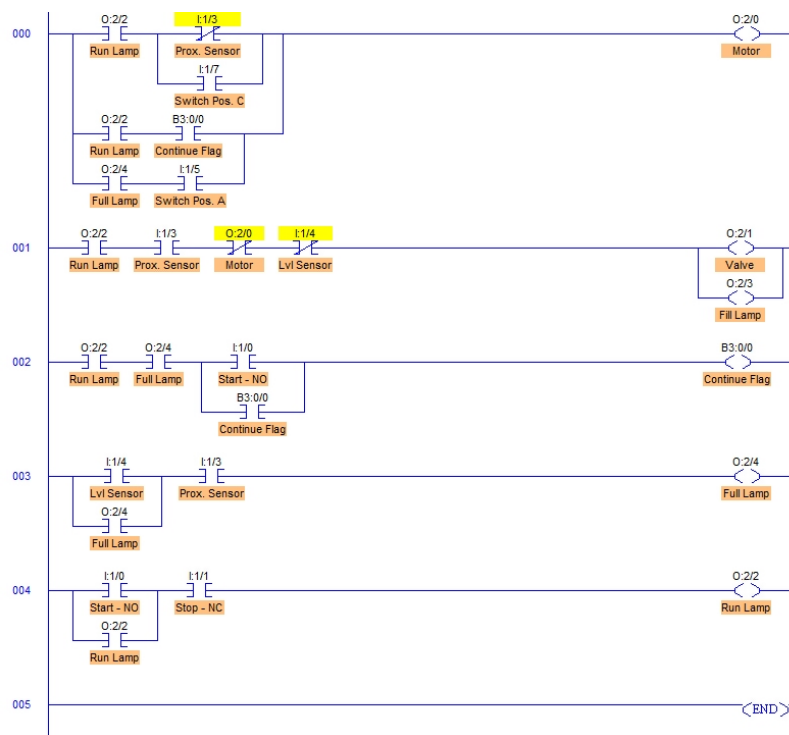 O:2/2 I:1/3 O:2/0
000
Run Lamp Prox. Sensor Motor
I:1/7
Switch Pos. C
O:2/2 B3:0/0
Run Lamp Continue Flag
O:2/4 I:1/5
Full Lamp Switch Pos. A
O:2/2 I:1/3 O:2/0 I:1/4 O:2/1
001
Run Lamp Prox. Sensor Motor Lvl Sensor Valve
O:2/3
Fill Lamp
O:2/2 O:2/4 I:1/0 B3:0/0
002
Run Lamp Full Lamp Start - NO Continue Flag
B3:0/0
Continue Flag
I:1/4 I:1/3 O:2/4
003
Lvl Sensor Prox. Sensor Full Lamp
O:2/4
Full Lamp
I:1/0 I:1/1 O:2/2
004
Start - NO Stop - NC Run Lamp
O:2/2
Run Lamp
005 END